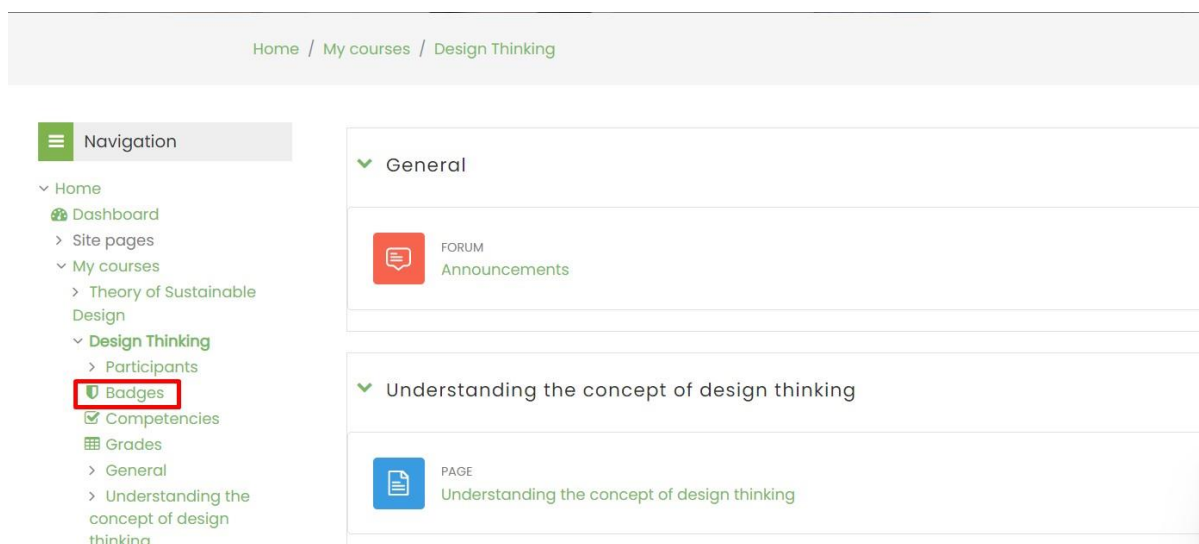 Home / My courses / Design Thinking
Navigation
Home
Dashboard
Site pages
My courses
Theory of Sustainable
Design
Design Thinking
Participants
Badges
Competencies
Grades
General
Understanding the
concept of design
thinking
General
FORUM
Announcements
Understanding the concept of design thinking
PAGE
Understanding the concept of design thinking